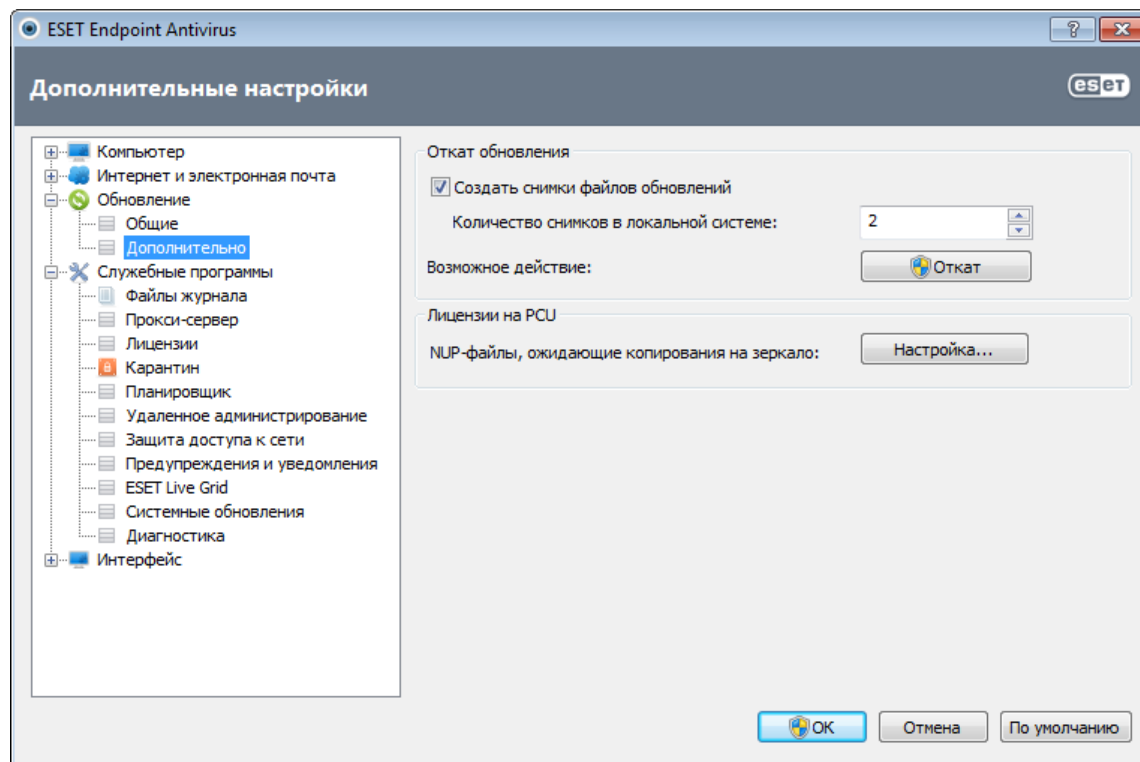 ESET Endpoint Antivirus
Дополнительные настройки
eset
Компьютер
Интернет и электронная почта
Обновление
Общие
Дополнительно
Служебные программы
Файлы журнала
Прокси-сервер
Лицензии
Карантин
Планировщик
Удаленное администрирование
Защита доступа к сети
Предупреждения и уведомления
ESET Live Grid
Системные обновления
Диагностика
Интерфейс
Откат обновления
Создать снимки файлов обновлений
Количество снимков в локальной системе: 2
Возможное действие: Откат
Лицензии на PCU
NUP-файлы, ожидающие копирования на зеркало: Настройка...
OK Отмена По умолчанию